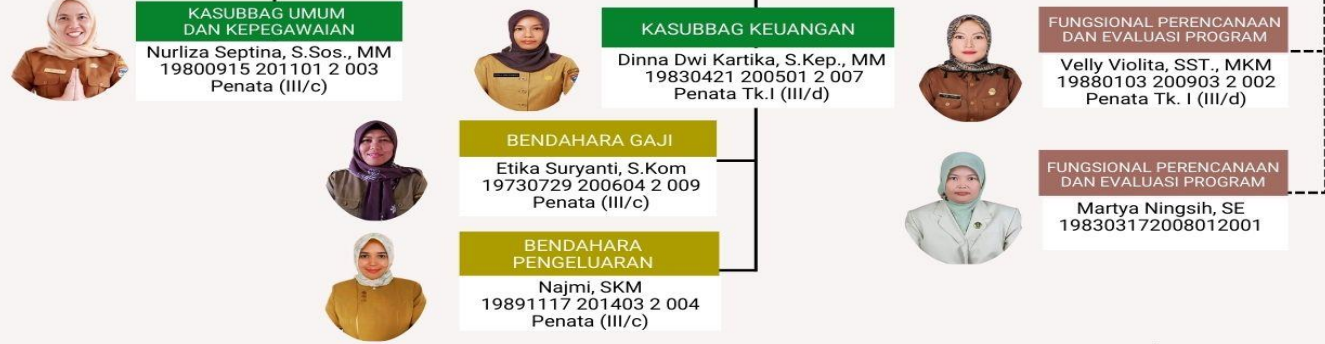 KASUBBAG UMUM
DAN KEPEGAWAIAN
Nurliza Septina, S.Sos., MM
19800915 201101 2 003
Penata (III/c)
KASUBBAG KEUANGAN
Dinna Dwi Kartika, S.Kep., MM
19830421 200501 2 007
Penata Tk.I (III/d)
FUNGSIONAL PERENCANAAN
DAN EVALUASI PROGRAM
Velly Violita, SST., MKM
19880103 200903 2 002
Penata Tk. I (III/d)
BENDAHARA GAJI
Etika Suryanti, S.Kom
19730729 200604 2 009
Penata (III/c)
FUNGSIONAL PERENCANAAN
DAN EVALUASI PROGRAM
Martya Ningsih, SE
198303172008012001
BENDAHARA
PENGELUARAN
Najmi, SKM
19891117 201403 2 004
Penata (III/c)